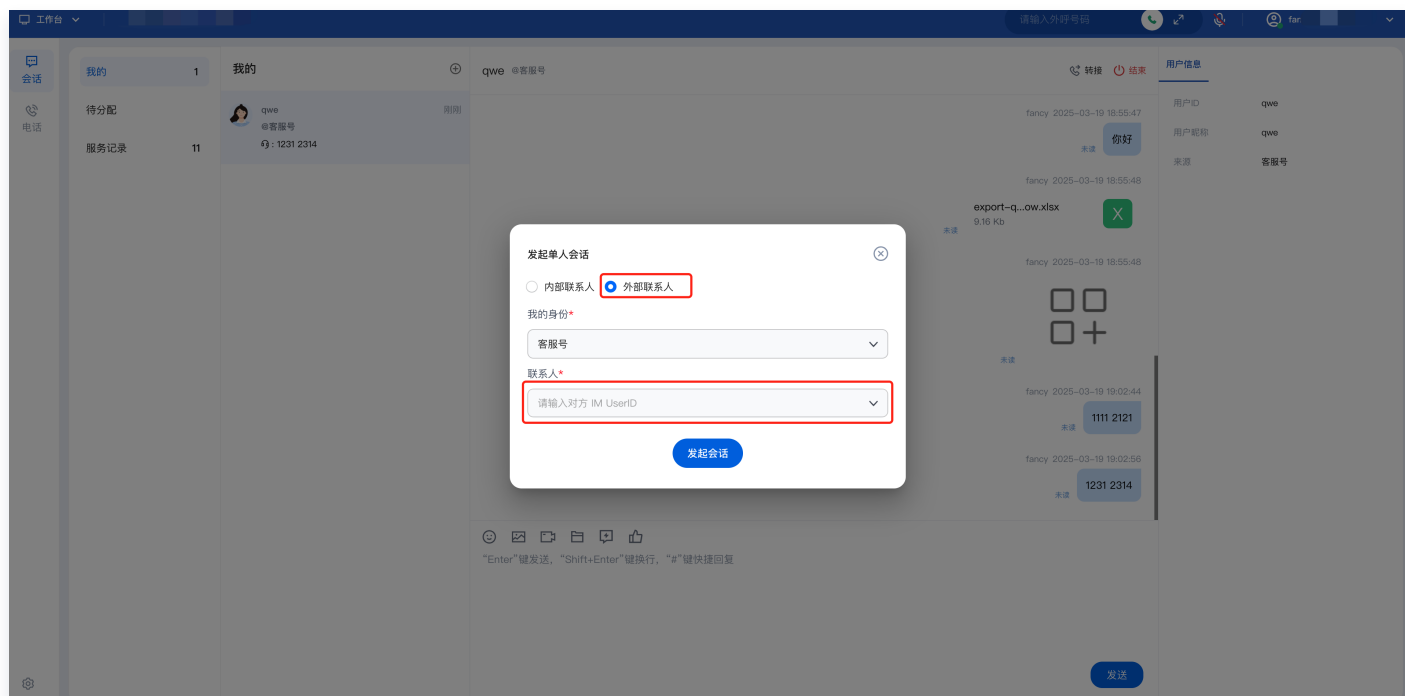 工作台
请输入外呼号码
far
会话
电话
我的 1
待分配
服务记录 11
我的
qwe 刚刚
@客服号
: 1231 2314
qwe @客服号
转接 结束
fancy 2025-03-19 18:55:47
你好
未读
fancy 2025-03-19 18:55:48
export-q...ow.xlsx
9.16 Kb
X
未读
fancy 2025-03-19 18:55:48
未读
fancy 2025-03-19 19:02:44
1111 2121
未读
fancy 2025-03-19 19:02:56
1231 2314
未读
“Enter”键发送，“Shift+Enter”键换行，“#”键快捷回复
发送
用户信息
用户ID qwe
用户昵称 qwe
来源 客服号
发起单人会话
内部联系人 外部联系人
我的身份*
客服号
联系人*
请输入对方 IM UserID
发起会话